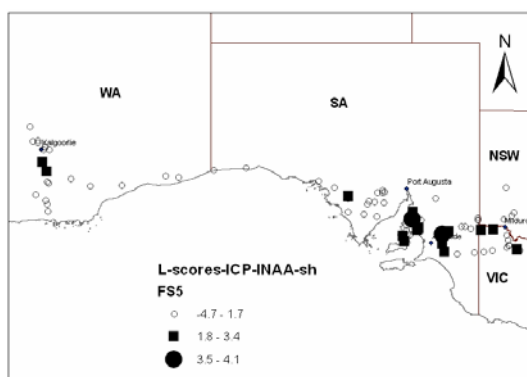 N
WA
SA
Kalgoorlie
Port Augusta
NSW
VIC
L-scores-ICP-INAA-sh
FS5
-4.7 - 1.7
1.8 - 3.4
3.5 - 4.1